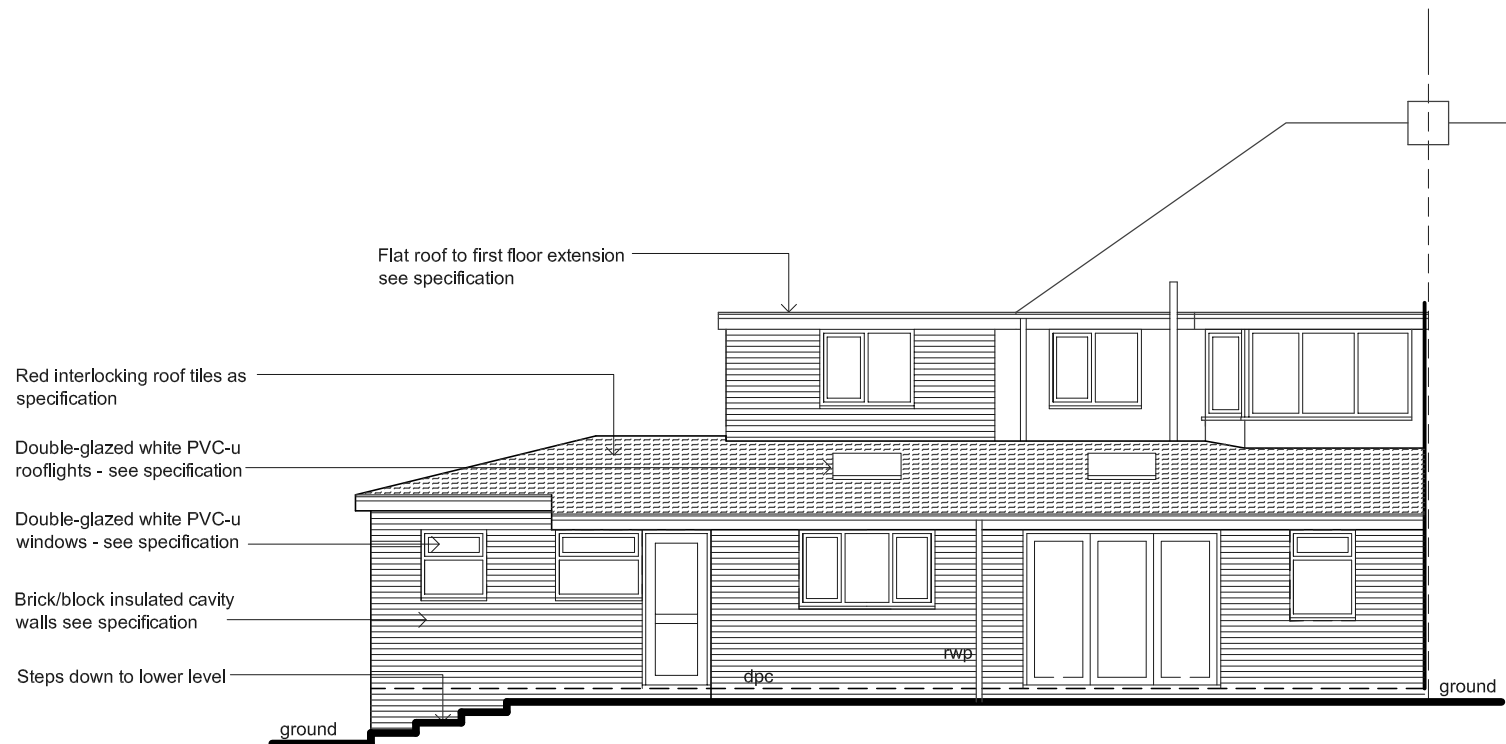 Flat roof to first floor extension
see specification
Red interlocking roof tiles as
specification
Double-glazed white PVC-u
rooflights - see specification
Double-glazed white PVC-u
windows - see specification
Brick/block insulated cavity
walls see specification
rwp
Steps down to lower level
dpc
ground
ground